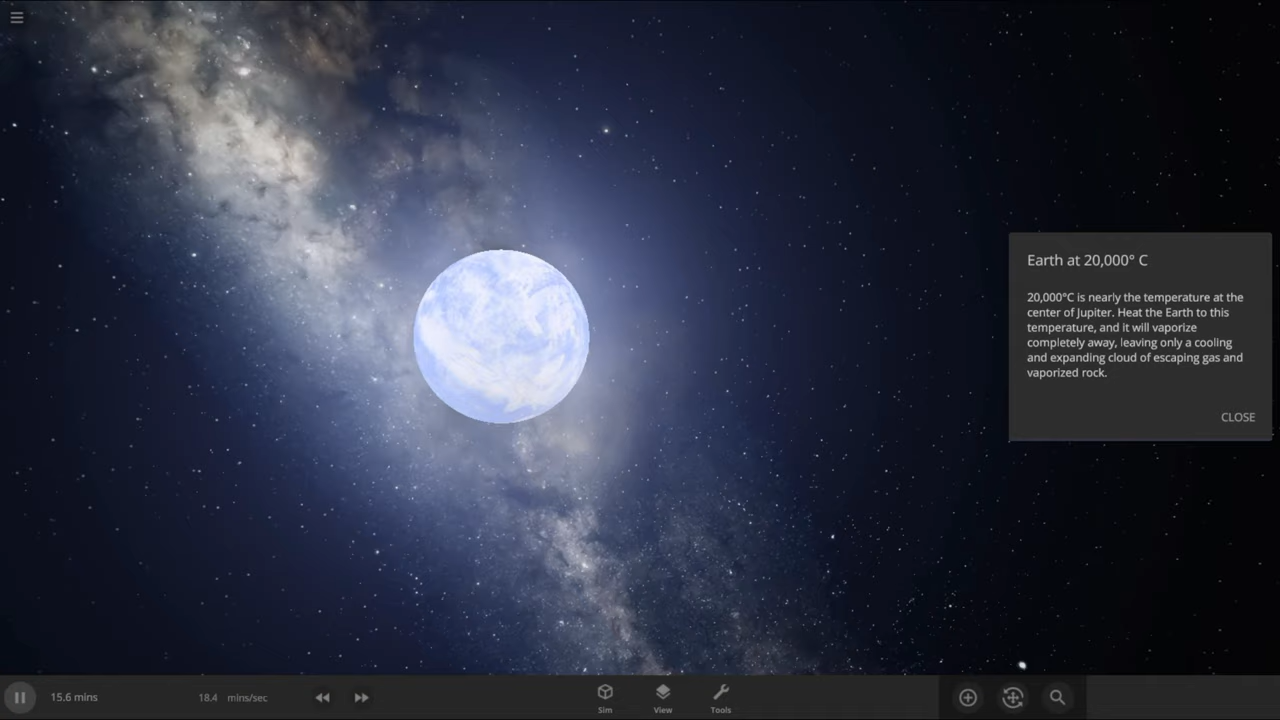 Earth at 20,000° C
20,000°C is nearly the temperature at the
center of Jupiter. Heat the Earth to this
temperature, and it will vaporize
completely away, leaving only a cooling
and expanding cloud of escaping gas and
vaporized rock.
CLOSE
15.6 mins
18.4 mins/sec
Sim
View
Tools